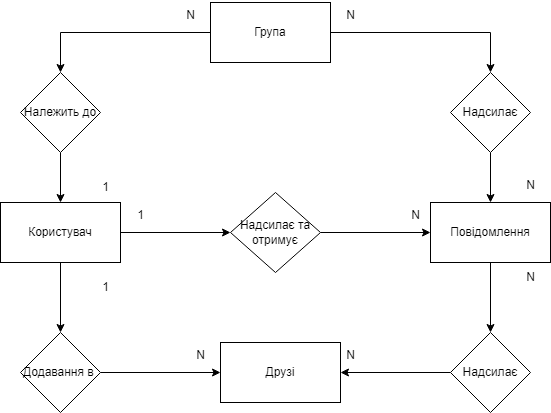 N
N
Група
Належить до
Надсилає
1
N
1
N
Користувач
Надсилає та
отримує
Повідомлення
1
N
N
N
Додавання в
Друзі
Надсилає